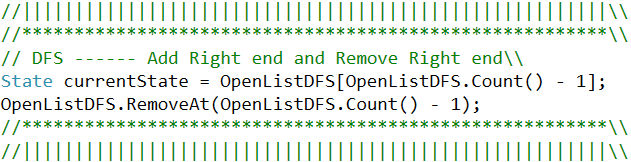 //||||||||||||||||||||||||||||||||||||||||||||||||||||||||\\
//********************************************************\\
// DFS ------ Add Right end and Remove Right end\\
State currentState = OpenListDFS[OpenListDFS.Count() - 1];
OpenListDFS.RemoveAt(OpenListDFS.Count() - 1);
//********************************************************\\
//||||||||||||||||||||||||||||||||||||||||||||||||||||||||\\